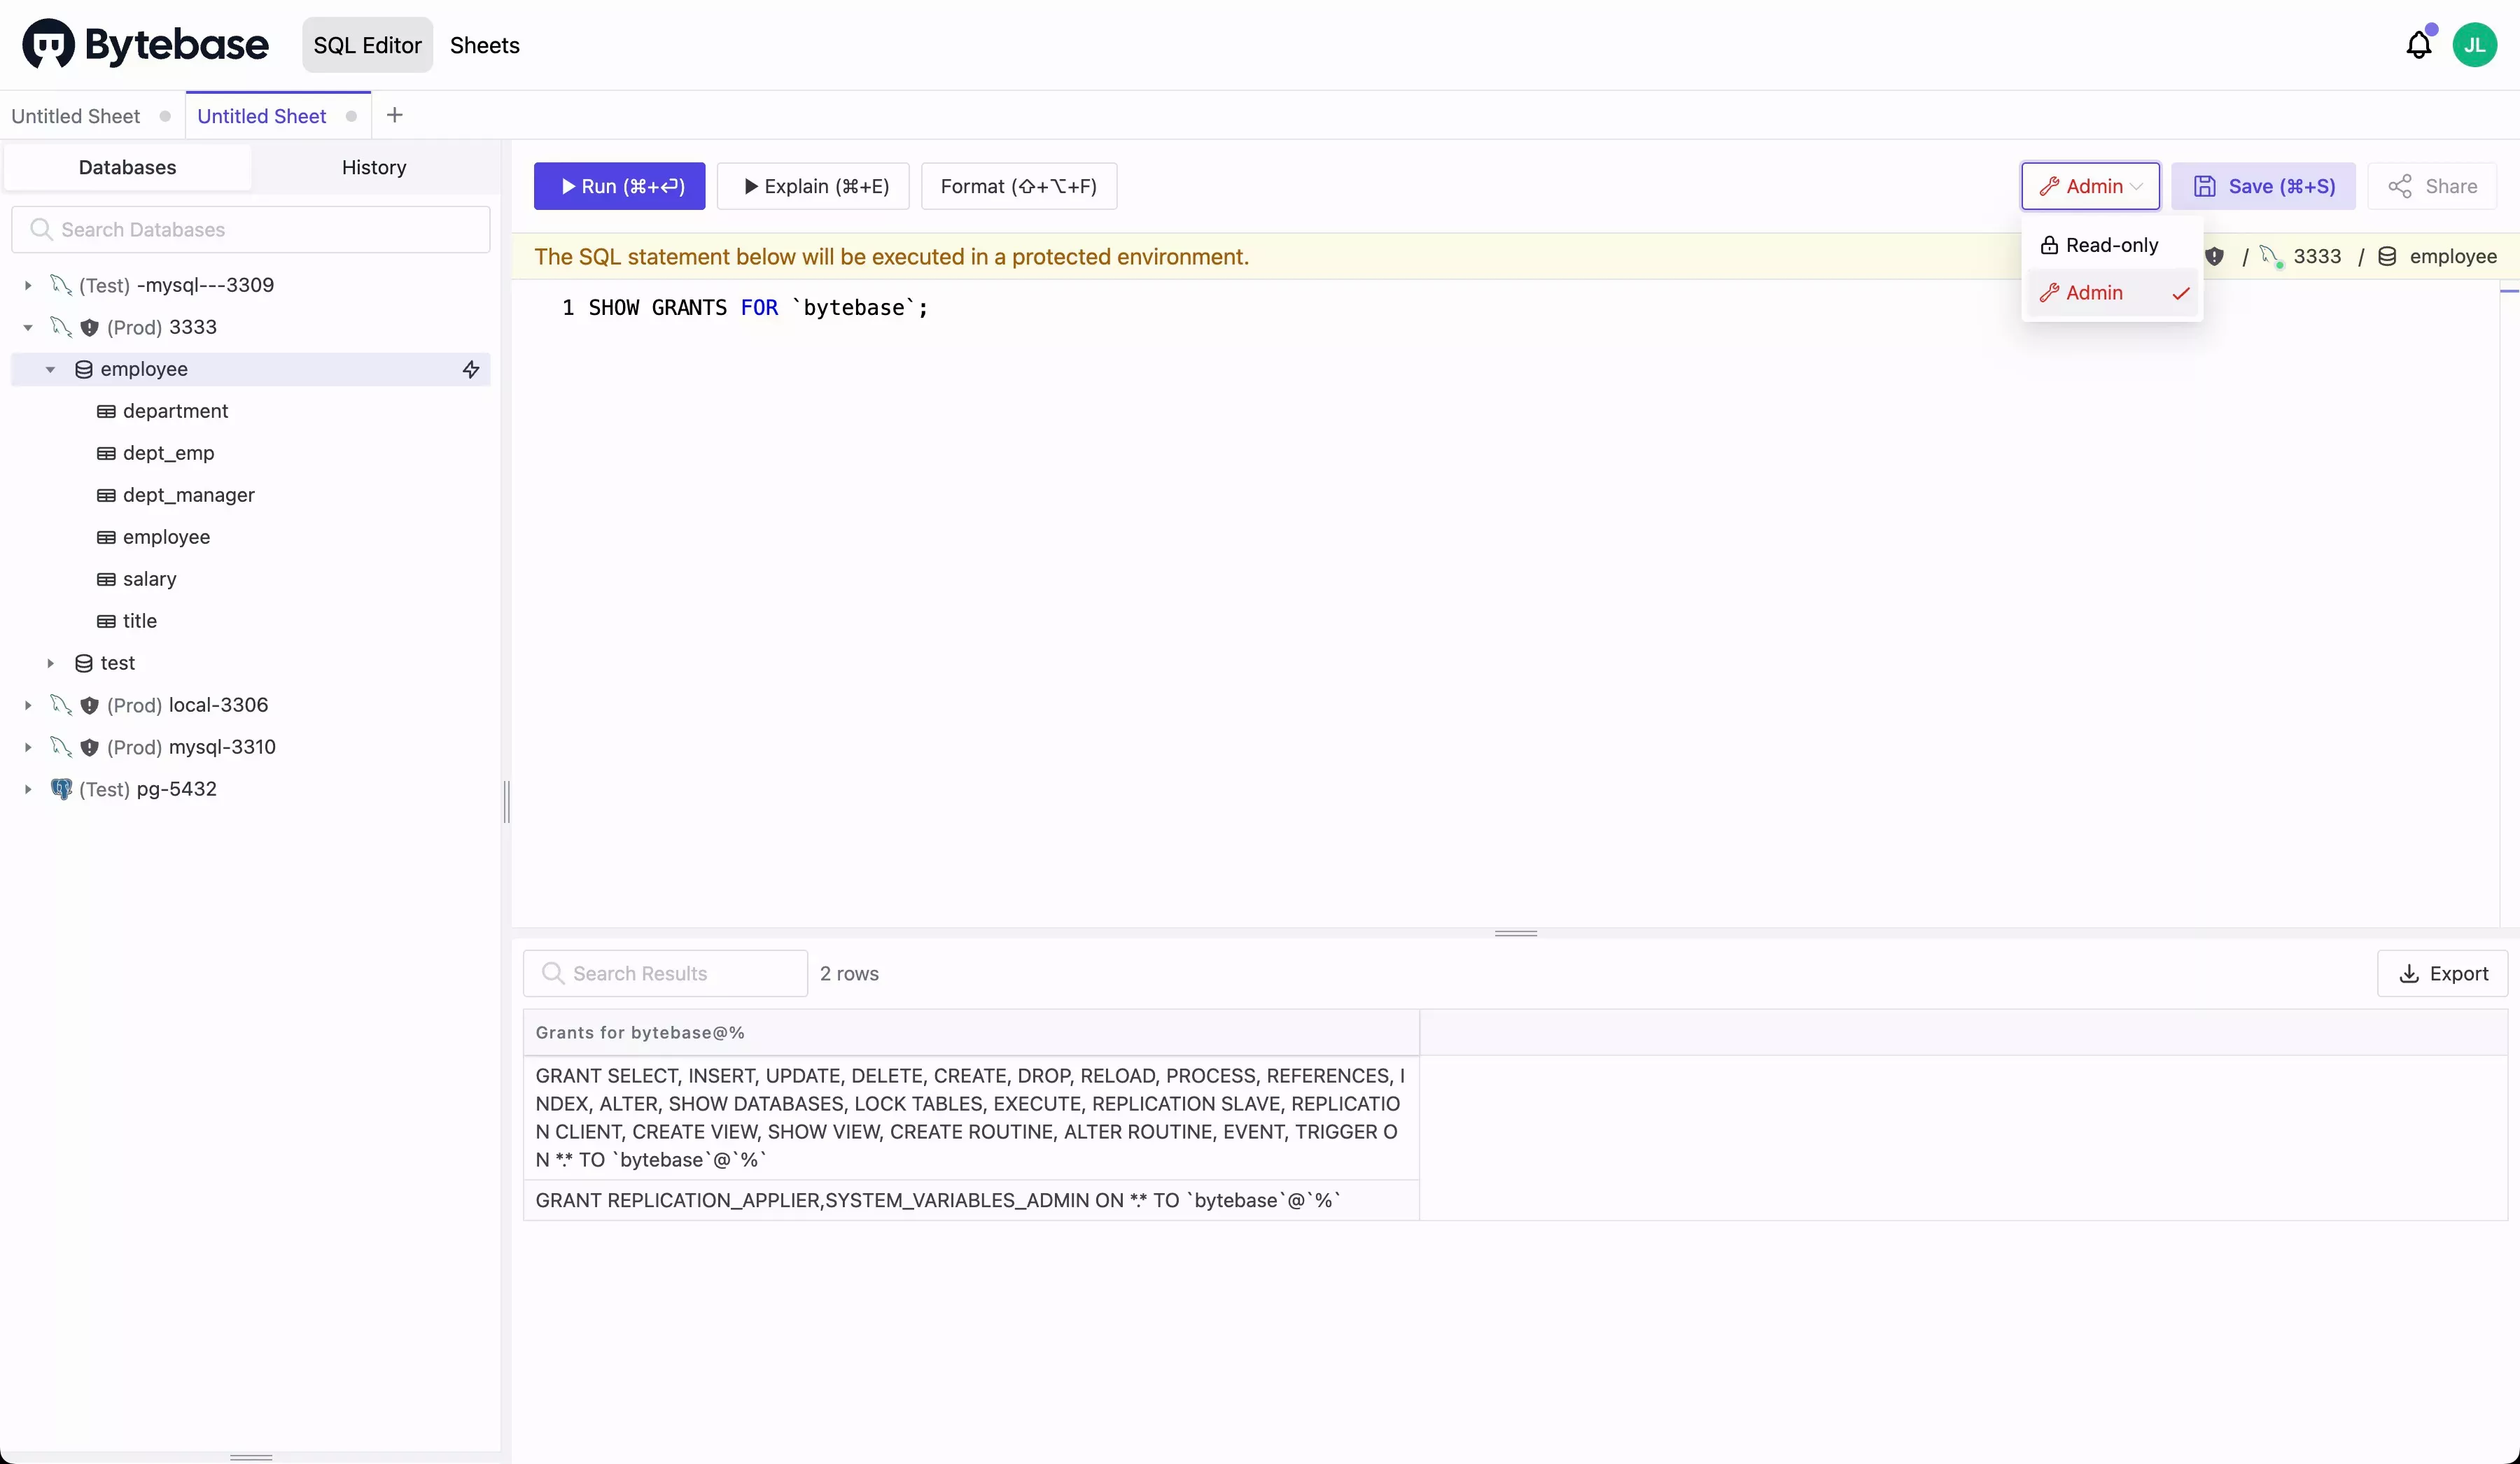 Bytebase
SQL Editor
Sheets
JL
Untitled Sheet
Untitled Sheet
+
Databases
History
Search Databases
(Test) -mysql---3309
(Prod) 3333
employee
department
dept_emp
dept_manager
employee
salary
title
test
(Prod) local-3306
(Prod) mysql-3310
(Test) pg-5432
Run (⌘+⏎)
Explain (⌘+E)
Format (⇧+⌥+F)
Admin
Save (⌘+S)
Share
The SQL statement below will be executed in a protected environment.
/ 3333 / employee
Read-only
Admin
1 SHOW GRANTS FOR `bytebase`;
Search Results
2 rows
Export
Grants for bytebase@%
GRANT SELECT, INSERT, UPDATE, DELETE, CREATE, DROP, RELOAD, PROCESS, REFERENCES, I
NDEX, ALTER, SHOW DATABASES, LOCK TABLES, EXECUTE, REPLICATION SLAVE, REPLICATIO
N CLIENT, CREATE VIEW, SHOW VIEW, CREATE ROUTINE, ALTER ROUTINE, EVENT, TRIGGER O
N *.* TO `bytebase`@`%`
GRANT REPLICATION_APPLIER,SYSTEM_VARIABLES_ADMIN ON *.* TO `bytebase`@`%`